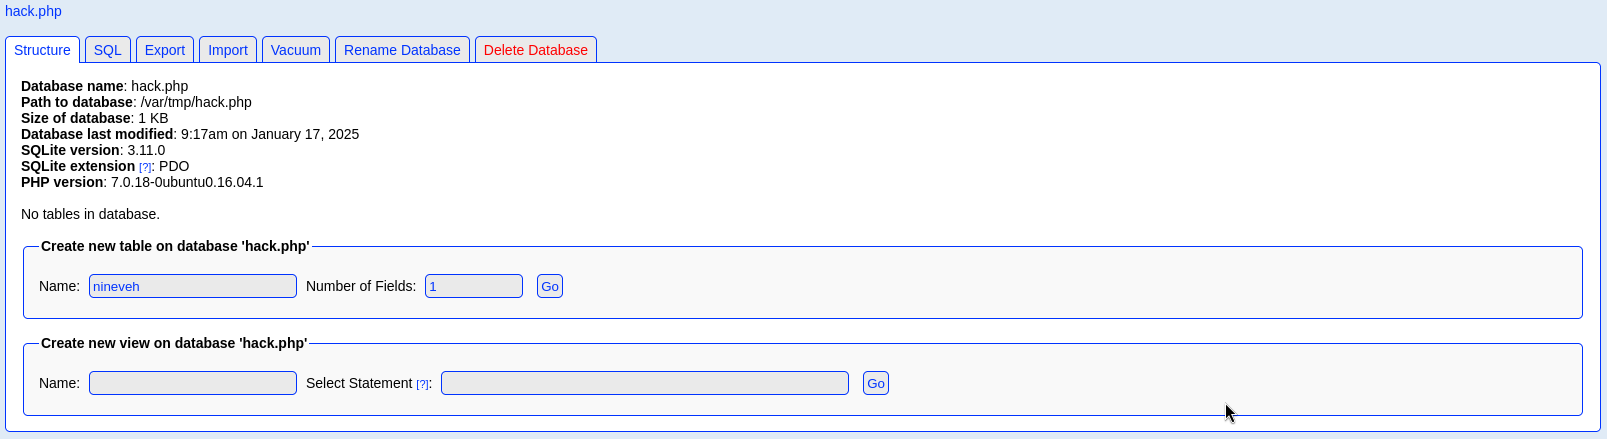 hack.php
Structure SQL Export Import Vacuum Rename Database Delete Database
Database name: hack.php
Path to database: /var/tmp/hack.php
Size of database: 1 KB
Database last modified: 9:17am on January 17, 2025
SQLite version: 3.11.0
SQLite extension [?]: PDO
PHP version: 7.0.18-0ubuntu0.16.04.1
No tables in database.
Create new table on database 'hack.php'
Name: nineveh Number of Fields: 1 Go
Create new view on database 'hack.php'
Name: Select Statement [?]: Go